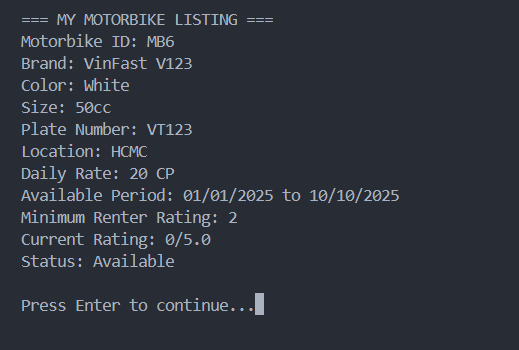 === MY MOTORBIKE LISTING ===
Motorbike ID: MB6
Brand: VinFast V123
Color: White
Size: 50cc
Plate Number: VT123
Location: HCMC
Daily Rate: 20 CP
Available Period: 01/01/2025 to 10/10/2025
Minimum Renter Rating: 2
Current Rating: 0/5.0
Status: Available
Press Enter to continue...